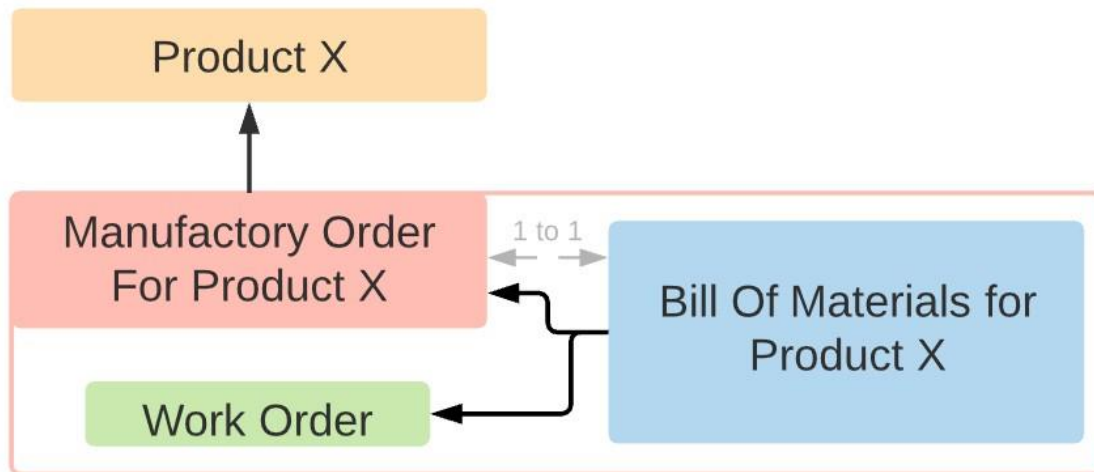 Product X
Manufactory Order
For Product X
1 to 1
Bill Of Materials for
Product X
Work Order